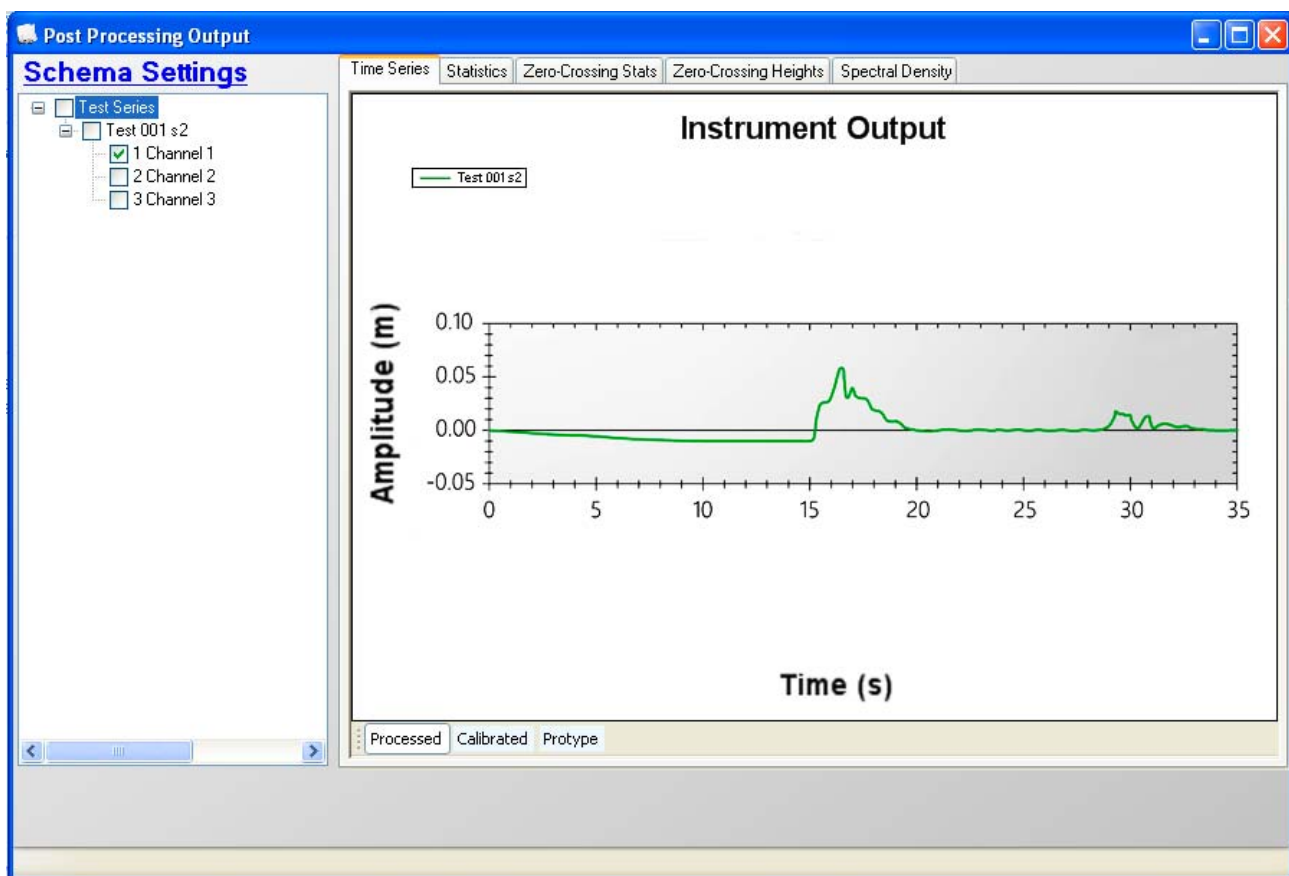 Post Processing Output
Schema Settings
Test Series
Test 001 s2
1 Channel 1
2 Channel 2
3 Channel 3
Time Series Statistics Zero-Crossing Stats Zero-Crossing Heights Spectral Density
Instrument Output
Test 001 s2
Amplitude (m)
0.10
0.05
0.00
-0.05
0 5 10 15 20 25 30 35
Time (s)
Processed Calibrated Protype